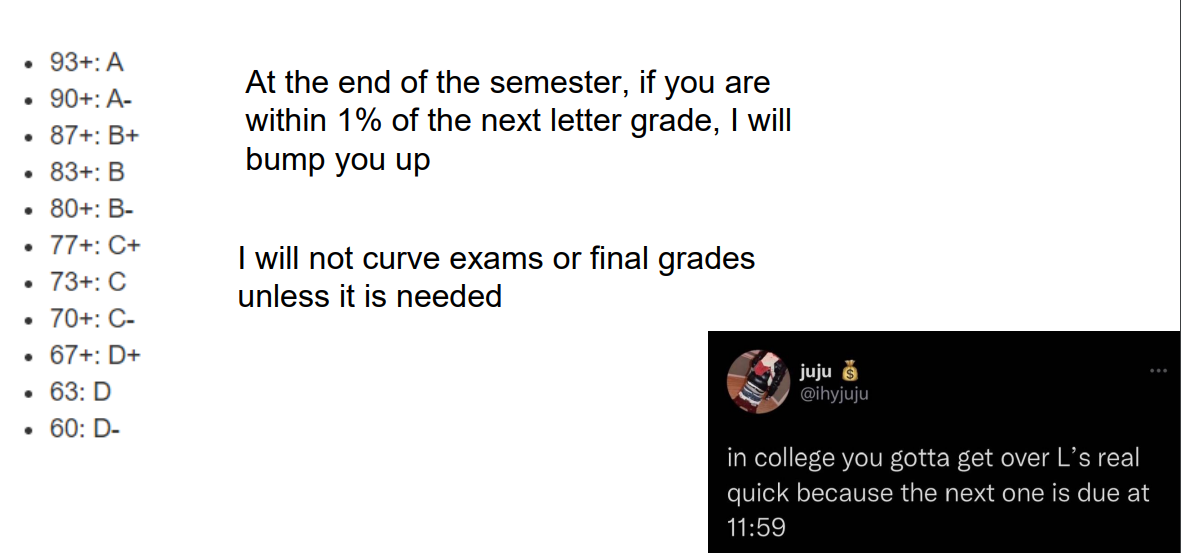 • 93+: A
• 90+: A-
• 87+: B+
• 83+: B
• 80+: B-
• 77+: C+
• 73+: C
• 70+: C-
• 67+: D+
• 63: D
• 60: D-
At the end of the semester, if you are
within 1% of the next letter grade, I will
bump you up
I will not curve exams or final grades
unless it is needed
juju 💰
@ihyjuju
in college you gotta get over L’s real
quick because the next one is due at
11:59